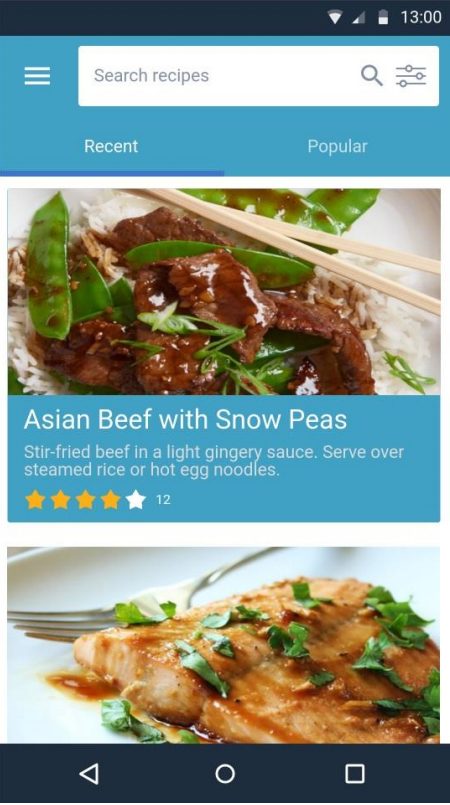 13:00
Search recipes
Recent Popular
Asian Beef with Snow Peas
Stir-fried beef in a light gingery sauce. Serve over
steamed rice or hot egg noodles.
12